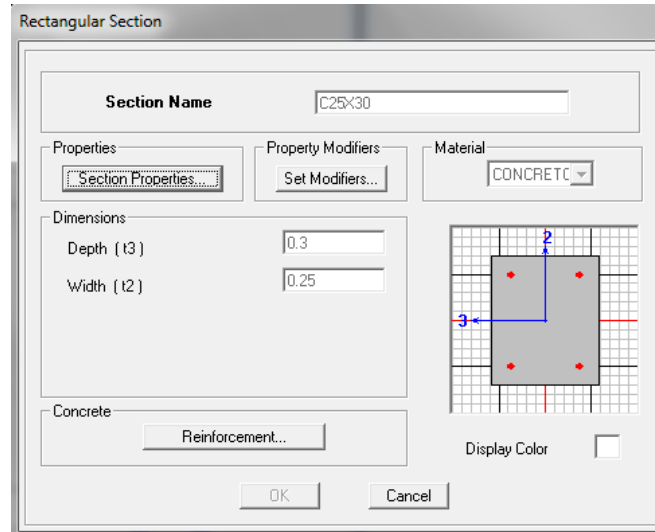 Rectangular Section
Section Name
C25X30
Properties
Section Properties...
Property Modifiers
Set Modifiers...
Material
CONCRETC
Dimensions
Depth ( t3 )
0.3
Width ( t2 )
0.25
2
3
Concrete
Reinforcement...
Display Color
OK
Cancel